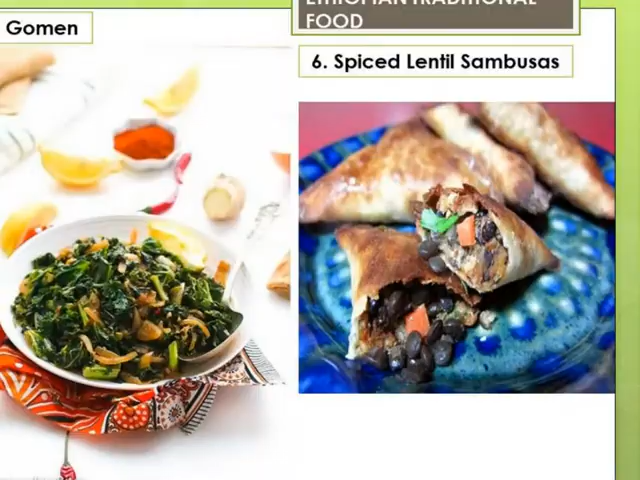 ETHIOPIAN TRADITIONAL
FOOD
Gomen
6. Spiced Lentil Sambusas